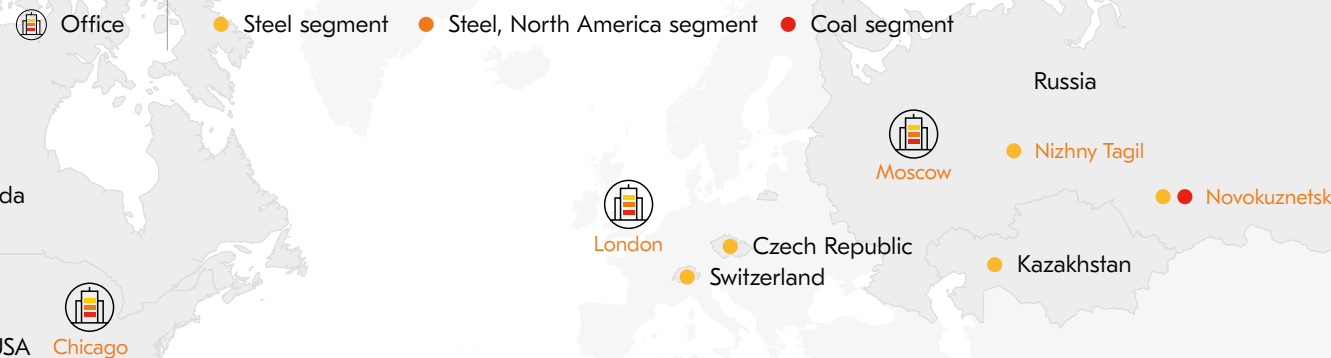 Office
Steel segment
Steel, North America segment
Coal segment
Russia
Nizhny Tagil
Moscow
da
Novokuznetsk
London
Czech Republic
Kazakhstan
Switzerland
USA
Chicago